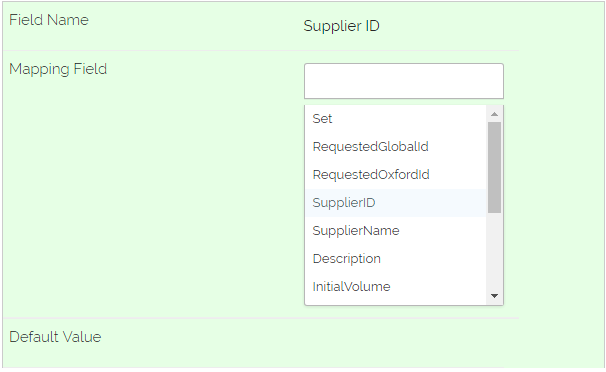 Field Name
Supplier ID
Mapping Field
Set
RequestedGlobalId
RequestedOxfordId
SupplierID
SupplierName
Description
InitialVolume
Default Value